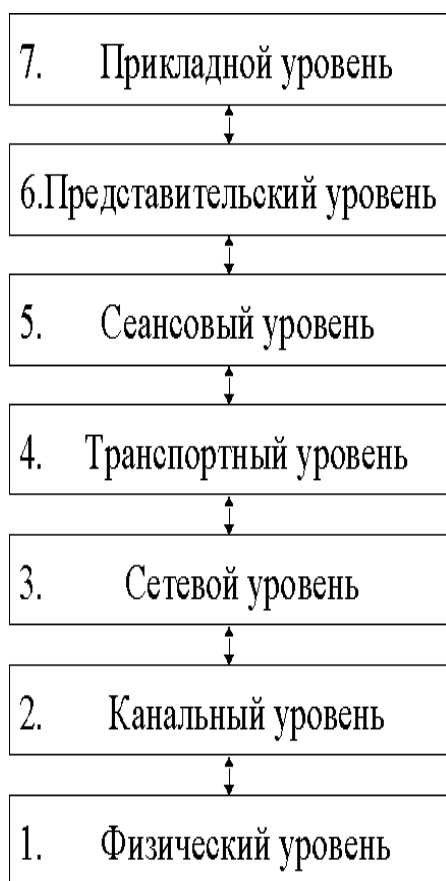 7. Прикладной уровень
6.Представительский уровень
5. Сеансовый уровень
4. Транспортный уровень
3. Сетевой уровень
2. Канальный уровень
1. Физический уровень